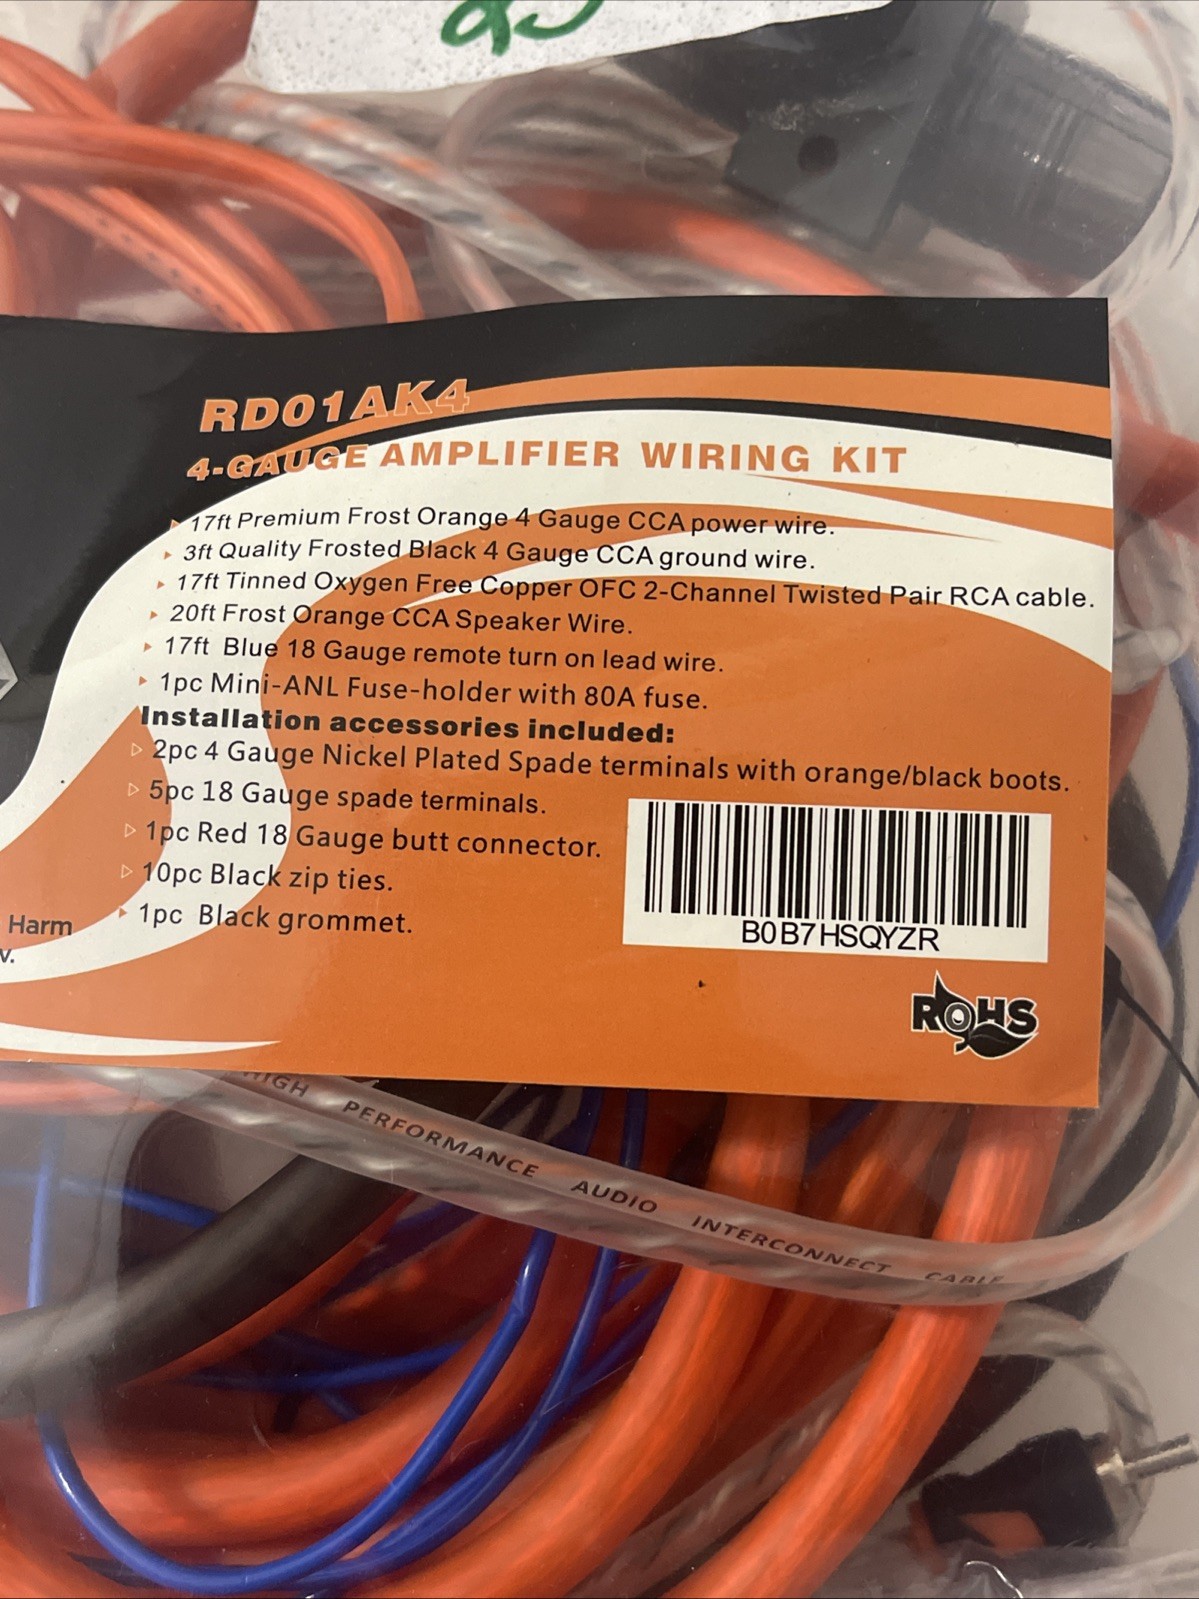 RD01AK4
4-GAUGE AMPLIFIER WIRING KIT
17ft Premium Frost Orange 4 Gauge CCA power wire.
3ft Quality Frosted Black 4 Gauge CCA ground wire.
17ft Tinned Oxygen Free Copper OFC 2-Channel Twisted Pair RCA cable.
20ft Frost Orange CCA Speaker Wire.
17ft Blue 18 Gauge remote turn on lead wire.
1pc Mini-ANL Fuse-holder with 80A fuse.
Installation accessories included:
2pc 4 Gauge Nickel Plated Spade terminals with orange/black boots.
5pc 18 Gauge spade terminals.
1pc Red 18 Gauge butt connector.
10pc Black zip ties.
1pc Black grommet.
Harm
v.
B0B7HSQYZR
ROHS
HIGH PERFORMANCE AUDIO INTERCONNECT CABLE